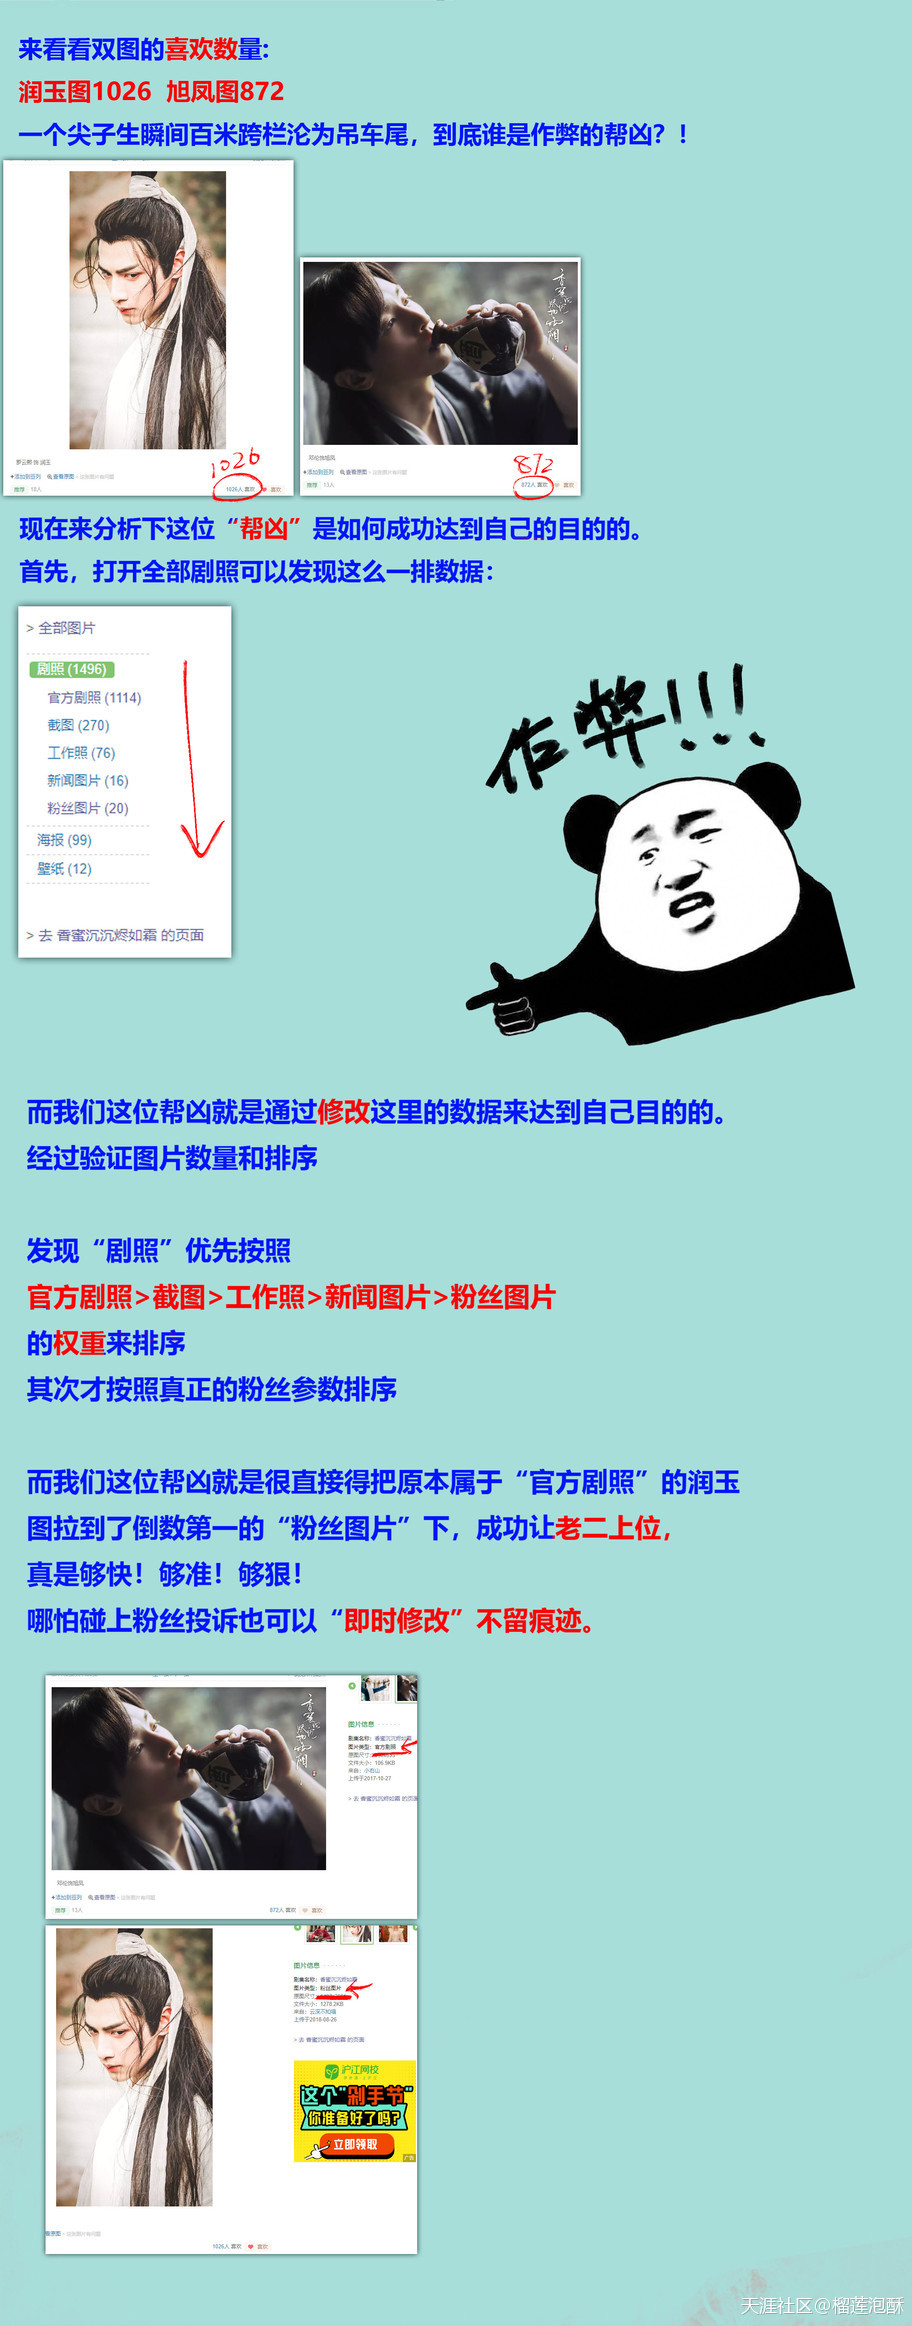 来看看双图的喜欢数量:
润玉图1026 旭凤图872
一个尖子生瞬间百米跨栏沦为吊车尾，到底谁是作弊的帮凶？！
罗云熙 饰 润玉
+添加到豆列 查看原图
推荐 18人
1026
1026人 喜欢 喜欢
邓伦饰旭凤
+添加到豆列 查看原图
推荐 13人
872
872人 喜欢 喜欢
现在来分析下这位“帮凶”是如何成功达到自己的目的的。
首先，打开全部剧照可以发现这么一排数据：
> 全部图片
剧照 (1496)
官方剧照 (1114)
截图 (270)
工作照 (76)
新闻图片 (16)
粉丝图片 (20)
海报 (99)
壁纸 (12)
> 去 香蜜沉沉烬如霜 的页面
作弊!!!
而我们这位帮凶就是通过修改这里的数据来达到自己目的的。
经过验证图片数量和排序
发现“剧照”优先按照
官方剧照>截图>工作照>新闻图片>粉丝图片
的权重来排序
其次才按照真正的粉丝参数排序
而我们这位帮凶就是很直接得把原本属于“官方剧照”的润玉
图拉到了倒数第一的“粉丝图片”下，成功让老二上位，
真是够快！够准！够狠！
哪怕碰上粉丝投诉也可以“即时修改”不留痕迹。
图片信息 · · · · · ·
剧集名称：香蜜沉沉烬如霜
图片类型：官方剧照
原图尺寸：
文件大小：106.9KB
来自：小石山
上传于2017-10-27
> 去 香蜜沉沉烬如霜 的页面
邓伦饰旭凤
+添加到豆列 查看原图
推荐 13人
872人 喜欢 喜欢
图片信息 · · · · · ·
剧集名称：香蜜沉沉烬如霜
图片类型：粉丝图片
原图尺寸：
文件大小：1278.2KB
来自：云深不知喵
上传于2018-08-26
> 去 香蜜沉沉烬如霜 的页面
沪江网校
这个“剁手节”
你准备好了吗？
立即领取
广告
看原图
1026人 喜欢 喜欢
天涯社区@榴莲泡酥